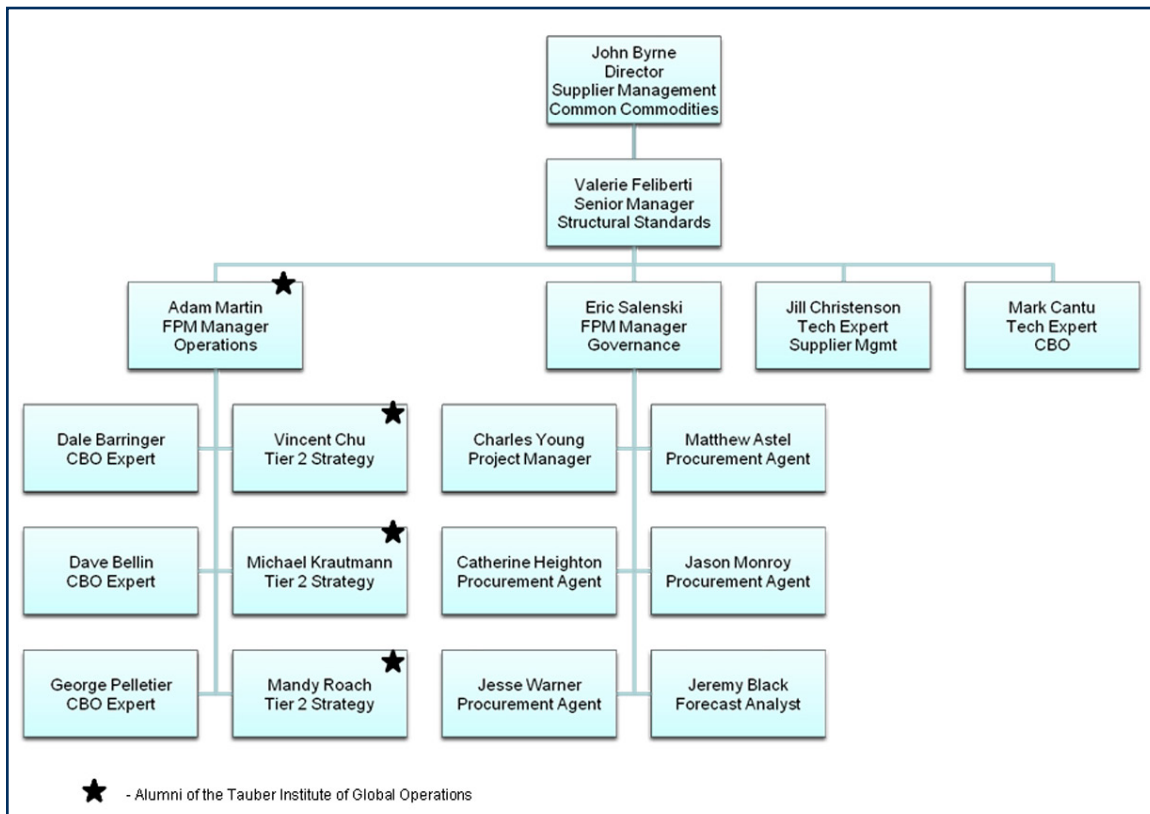 John Byrne
Director
Supplier Management
Common Commodities
Valerie Feliberti
Senior Manager
Structural Standards
Adam Martin
FPM Manager
Operations
Eric Salenski
FPM Manager
Governance
Jill Christenson
Tech Expert
Supplier Mgmt
Mark Cantu
Tech Expert
CBO
Dale Barringer
CBO Expert
Vincent Chu
Tier 2 Strategy
Charles Young
Project Manager
Matthew Astel
Procurement Agent
Dave Bellin
CBO Expert
Michael Krautmann
Tier 2 Strategy
Catherine Heighton
Procurement Agent
Jason Monroy
Procurement Agent
George Pelletier
CBO Expert
Mandy Roach
Tier 2 Strategy
Jesse Warner
Procurement Agent
Jeremy Black
Forecast Analyst
- Alumni of the Tauber Institute of Global Operations